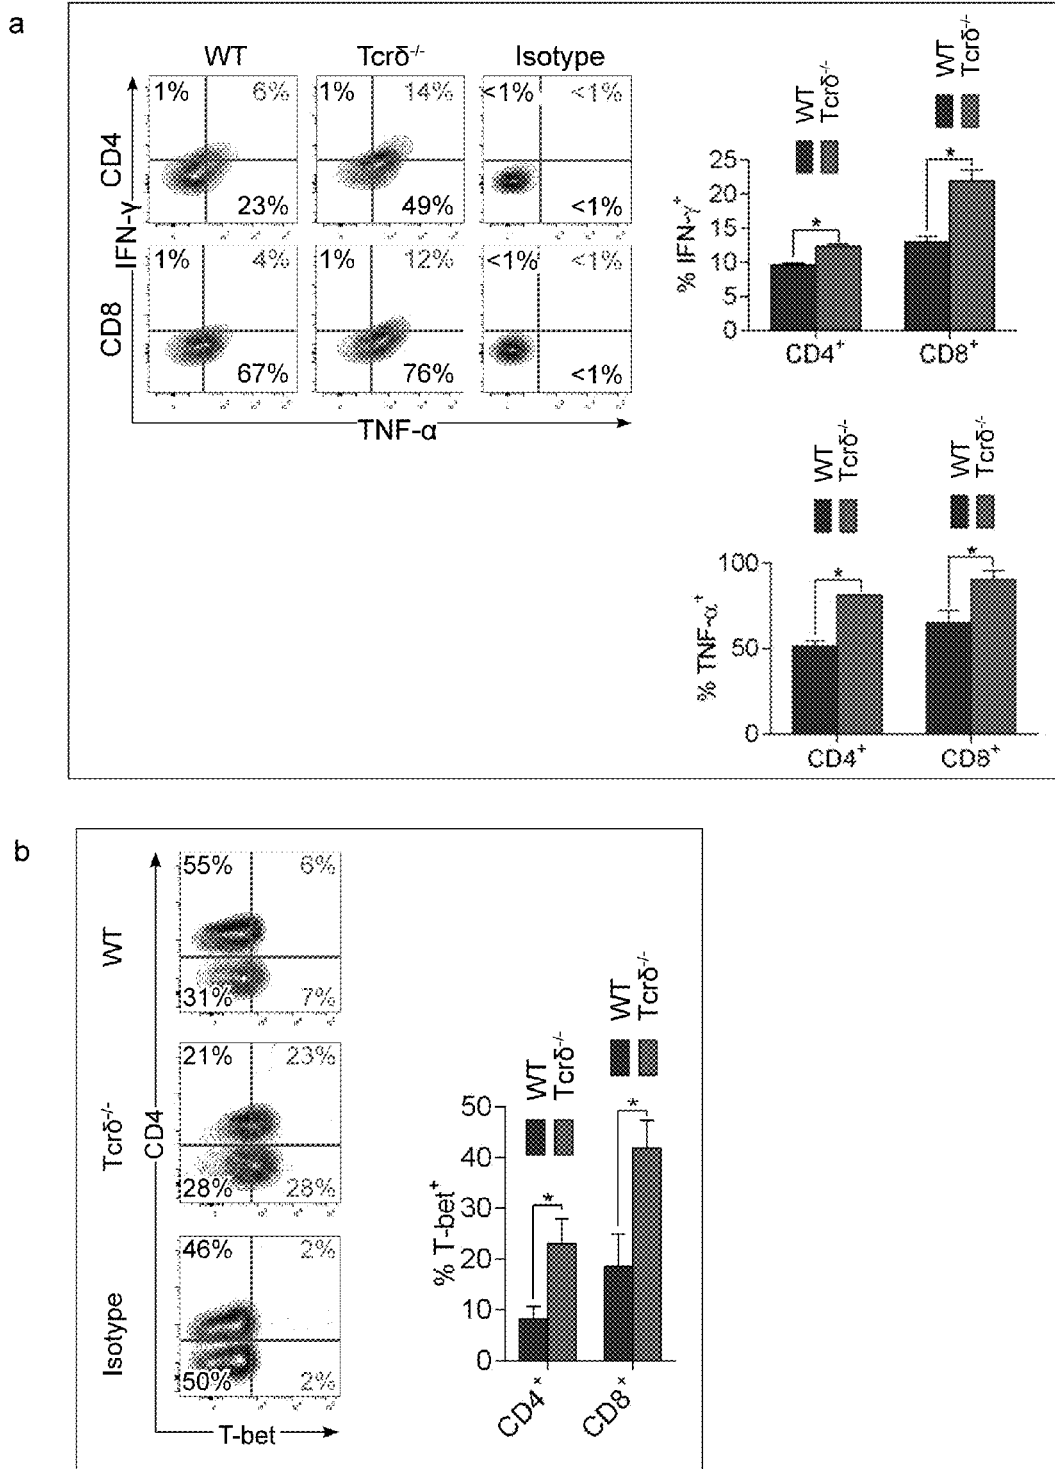 a
WT Tcrδ-/- Isotype
CD4
CD8
IFN-γ
1% 6% 1% 14% <1% <1%
23% 49% <1%
1% 4% 1% 12% <1% <1%
67% 76% <1%
TNF-α
WT
Tcrδ-/-
WT
Tcrδ-/-
% IFN-γ+
25
20
15
10
5
0
* *
CD4+ CD8+
WT
Tcrδ-/-
WT
Tcrδ-/-
% TNF-α+
100
50
0
* *
CD4+ CD8+
b
WT
55% 6%
31% 7%
Tcrδ-/-
CD4
21% 23%
28% 28%
Isotype
46% 2%
50% 2%
T-bet
WT
Tcrδ-/-
WT
Tcrδ-/-
% T-bet+
50
40
30
20
10
0
* *
CD4+ CD8+